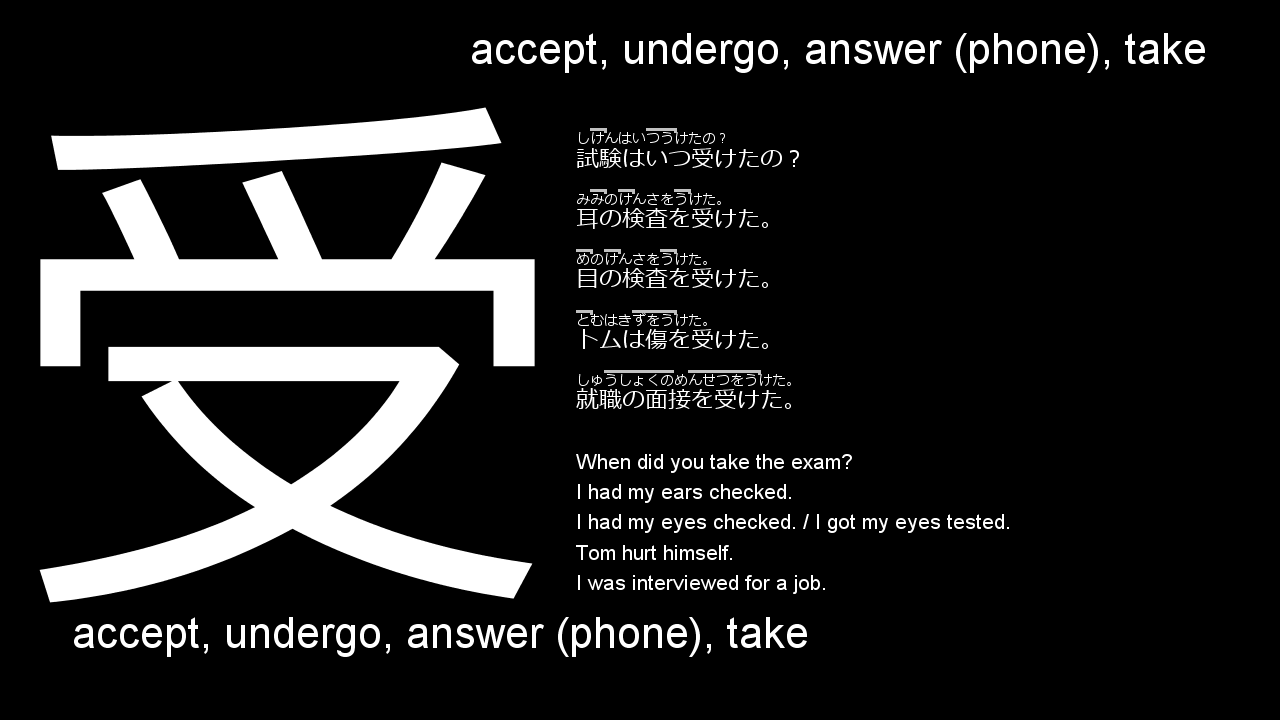 accept, undergo, answer (phone), take
受
しけんはいつうけたの？
試験はいつ受けたの？
みみのけんさをうけた。
耳の検査を受けた。
めのけんさをうけた。
目の検査を受けた。
とむはきずをうけた。
トムは傷を受けた。
しゅうしょくのめんせつをうけた。
就職の面接を受けた。
When did you take the exam?
I had my ears checked.
I had my eyes checked. / I got my eyes tested.
Tom hurt himself.
I was interviewed for a job.
accept, undergo, answer (phone), take